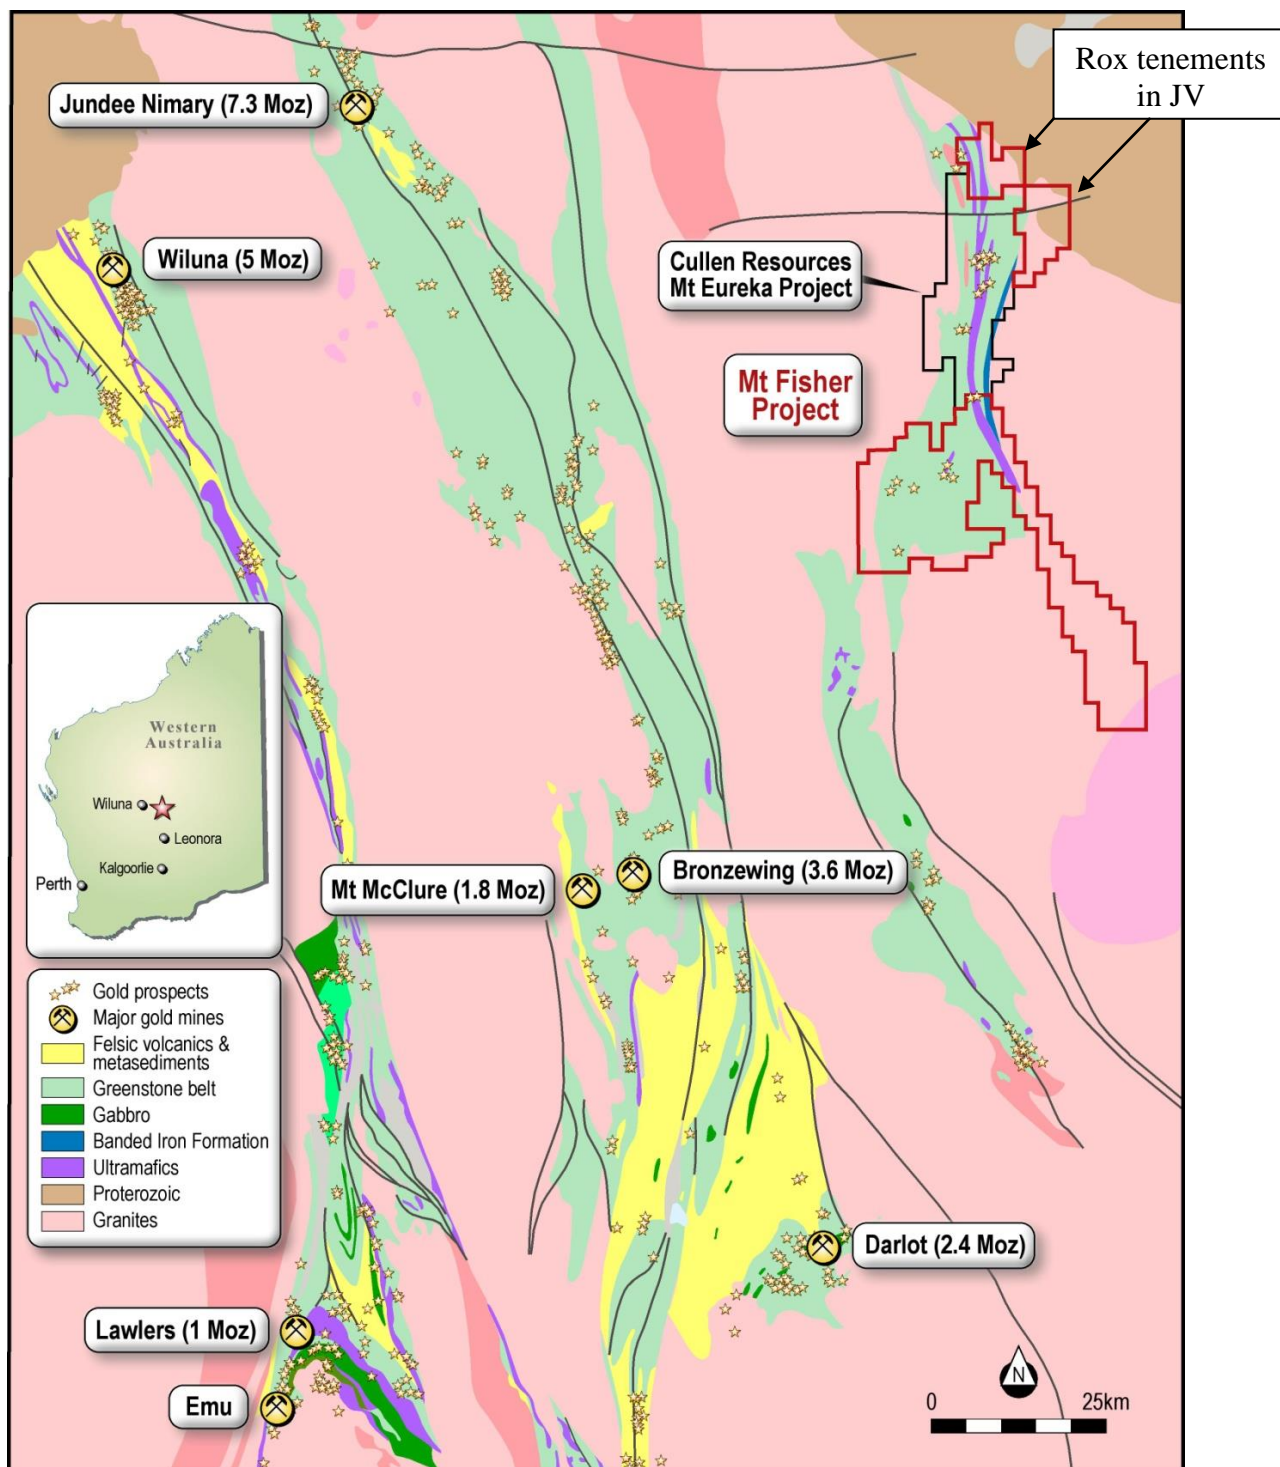 Rox tenements
in JV
Jundee Nimary (7.3 Moz)
Wiluna (5 Moz)
Cullen Resources
Mt Eureka Project
Mt Fisher
Project
Western
Australia
Wiluna
Leonora
Kalgoorlie
Perth
Mt McClure (1.8 Moz)
Bronzewing (3.6 Moz)
Gold prospects
Major gold mines
Felsic volcanics &
metasediments
Greenstone belt
Gabbro
Banded Iron Formation
Ultramafics
Proterozoic
Granites
Darlot (2.4 Moz)
Lawlers (1 Moz)
Emu
N
0 25km